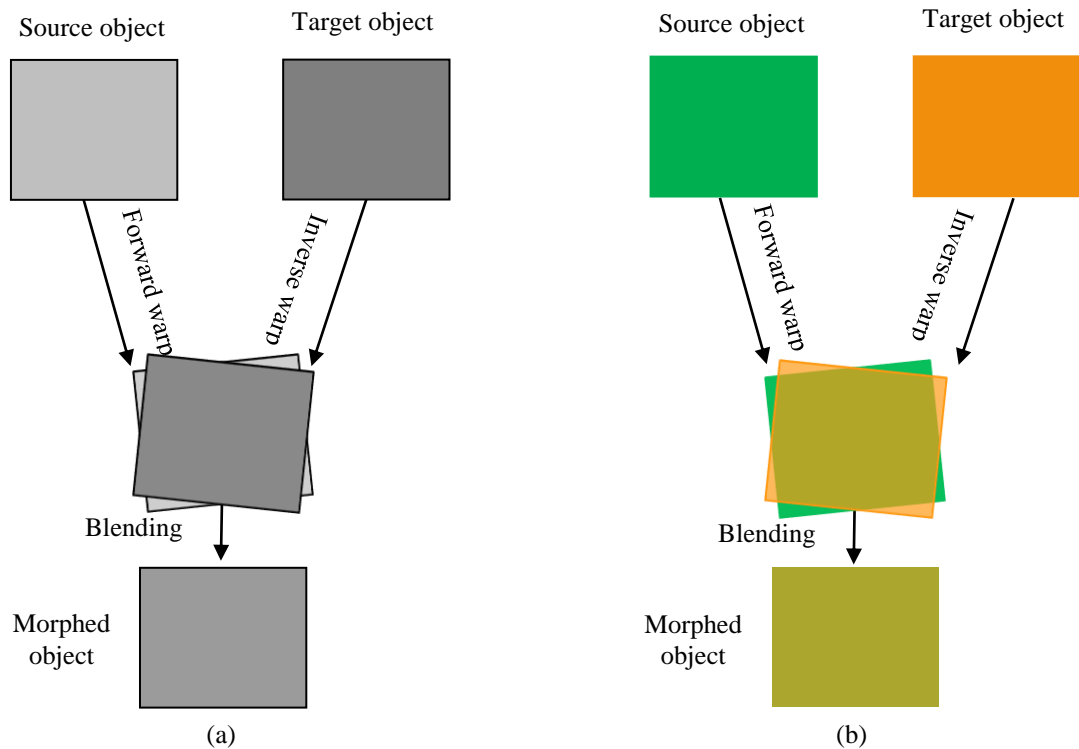 Source object
Target object
Forward warp
Inverse warp
Blending
Morphed
object
(a)
Source object
Target object
Forward warp
Inverse warp
Blending
Morphed
object
(b)